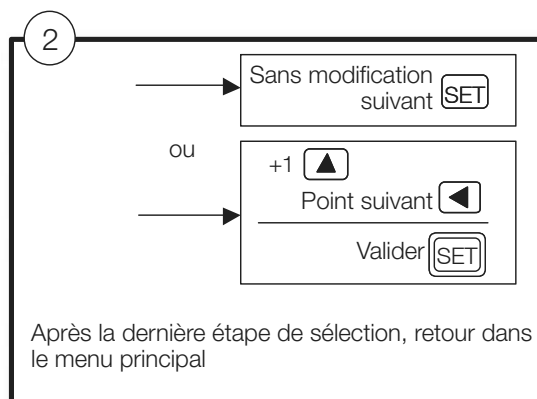 2
Sans modification
suivant SET
ou
+1
Point suivant
Valider SET
Après la dernière étape de sélection, retour dans
le menu principal